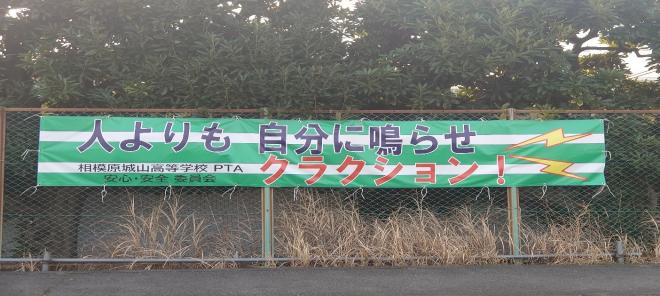 人よりも 自分に鳴らせ
クラクション!
相模原城山高等学校 PTA
安心・安全 委員会